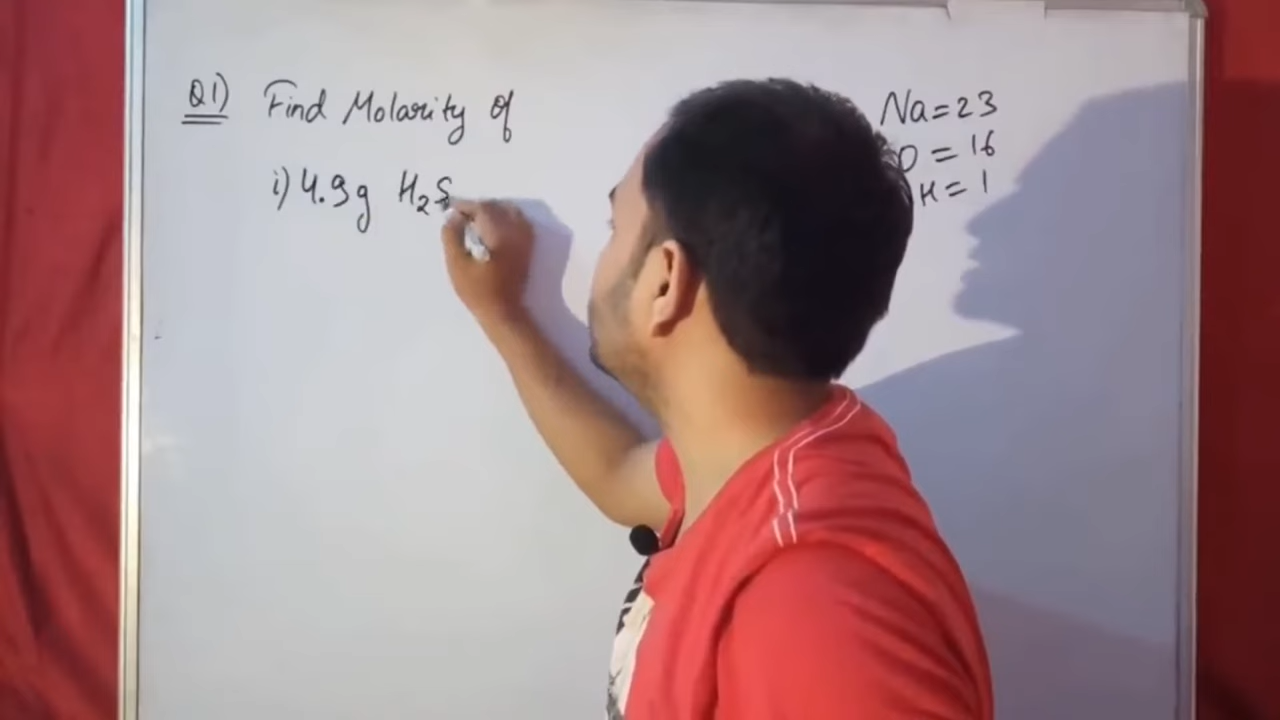 Q1) Find Molarity of
i) 4.9g H₂S
Na = 23
O = 16
H = 1